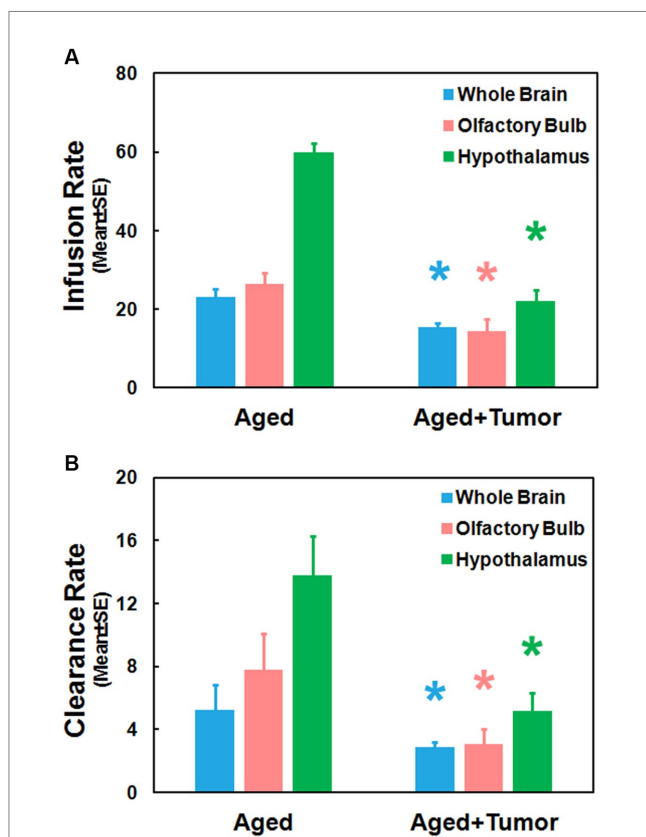 A
80
60
40
20
0
Infusion Rate
(Mean±SE)
Whole Brain
Olfactory Bulb
Hypothalamus
* * *
Aged Aged+Tumor
B
20
16
12
8
4
0
Clearance Rate
(Mean±SE)
Whole Brain
Olfactory Bulb
Hypothalamus
* * *
Aged Aged+Tumor